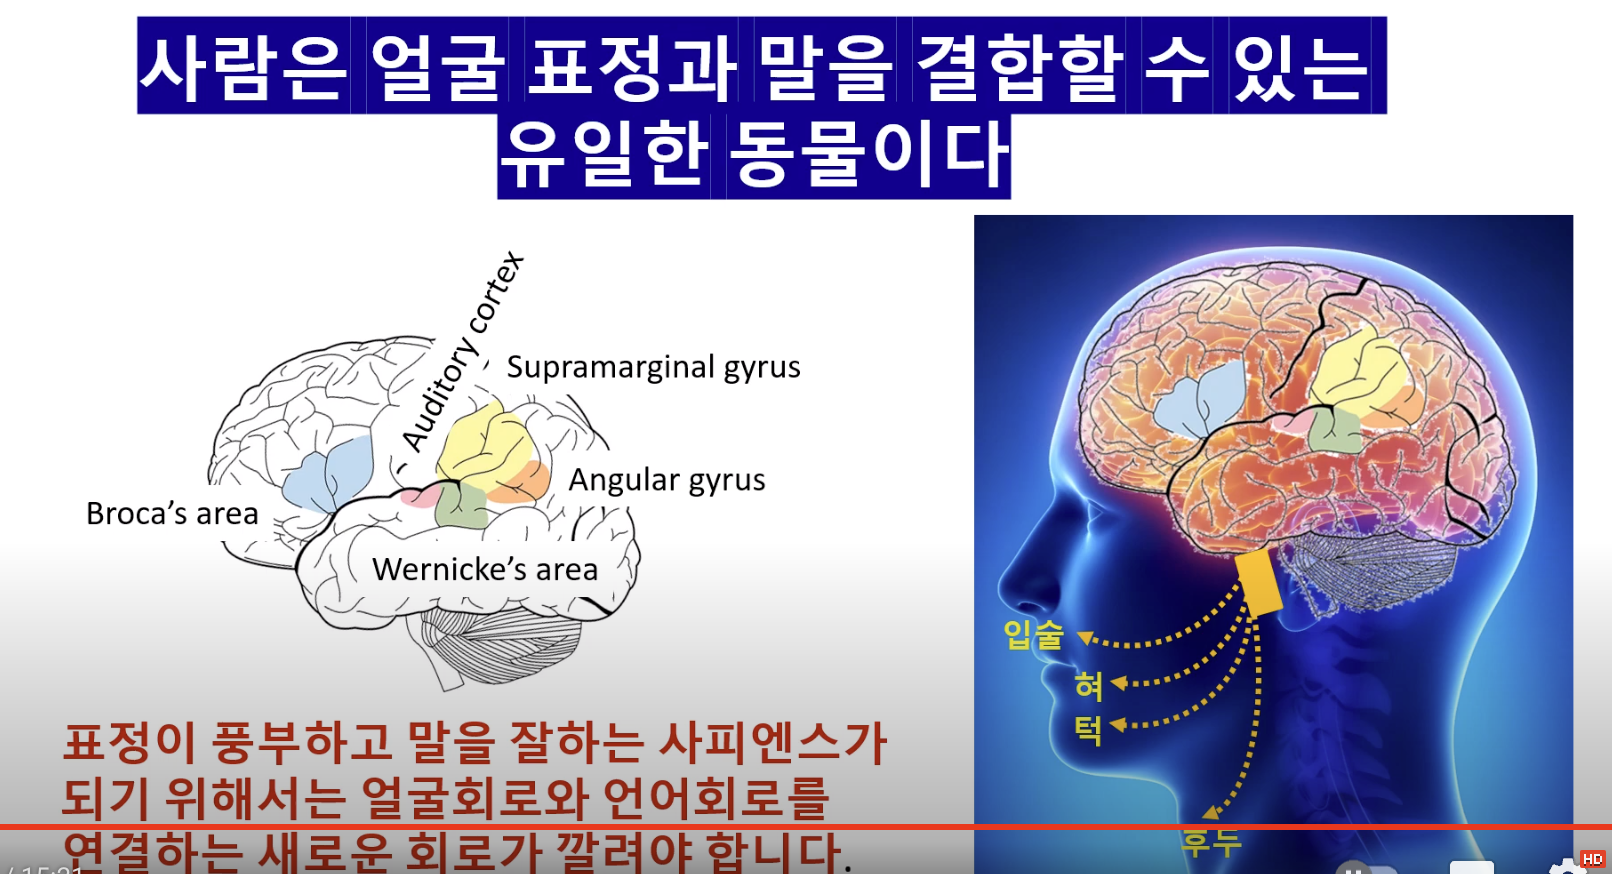 사람은 얼굴 표정과 말을 결합할 수 있는
유일한 동물이다
Auditory cortex
Supramarginal gyrus
Angular gyrus
Broca's area
Wernicke's area
입술
혀
턱
후두
표정이 풍부하고 말을 잘하는 사피엔스가
되기 위해서는 얼굴회로와 언어회로를
연결하는 새로운 회로가 깔려야 합니다.
HD